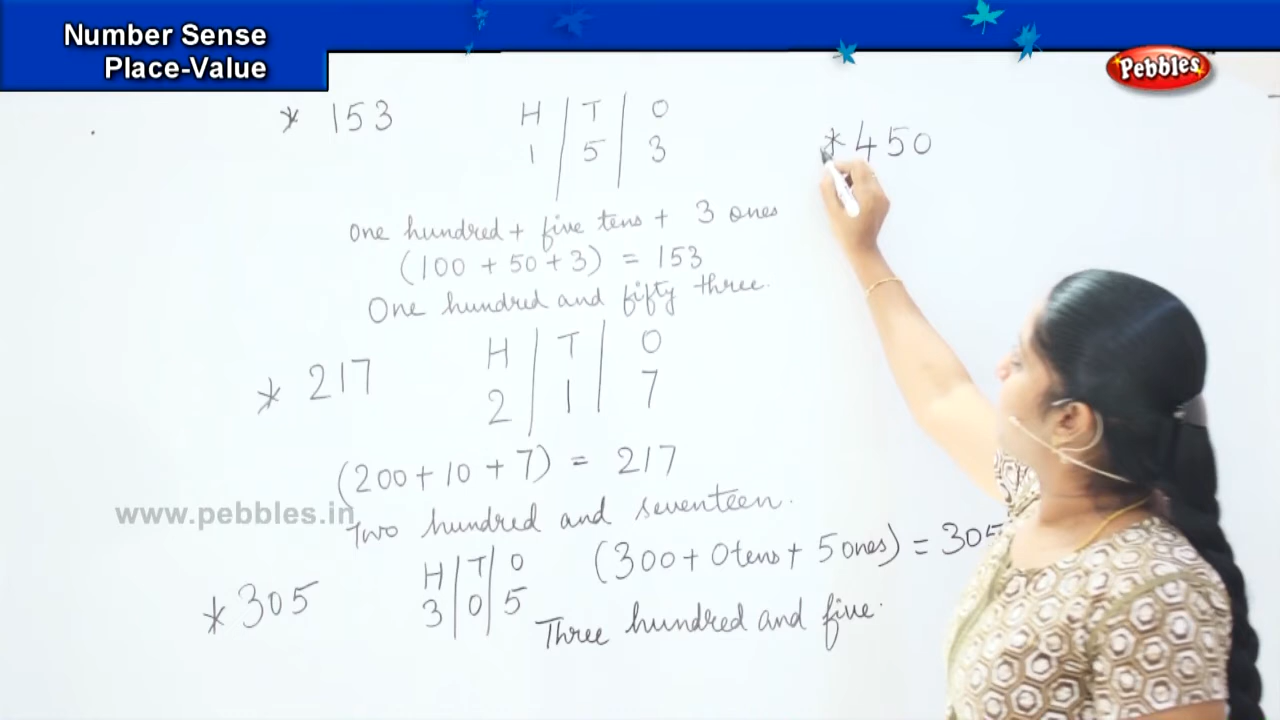 Number Sense
Place-Value
Pebbles
* 153
H T O
1 5 3
one hundred + five tens + 3 ones
(100 + 50 + 3) = 153
One hundred and fifty three.
* 217
H T O
2 1 7
(200 + 10 + 7) = 217
Two hundred and seventeen.
www.pebbles.in
* 305
H T O
3 0 5
(300 + 0 tens + 5 ones) = 305
Three hundred and five.
* 450